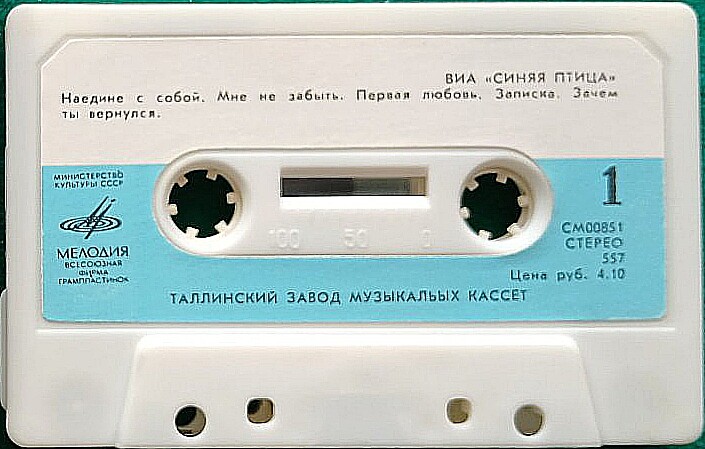 ВИА «СИНЯЯ ПТИЦА»
Наедине с собой. Мне не забыть. Первая любовь. Записка. Зачем
ты вернулся.
МИНИСТЕРСТВО
КУЛЬТУРЫ СССР
МЕЛОДИЯ
ВСЕСОЮЗНАЯ
ФИРМА
ГРАМПЛАСТИНОК
1
СМ00851
СТЕРЕО
557
Цена руб. 4.10
100 50 0
ТАЛЛИНСКИЙ ЗАВОД МУЗЫКАЛЬЫХ КАССЕТ